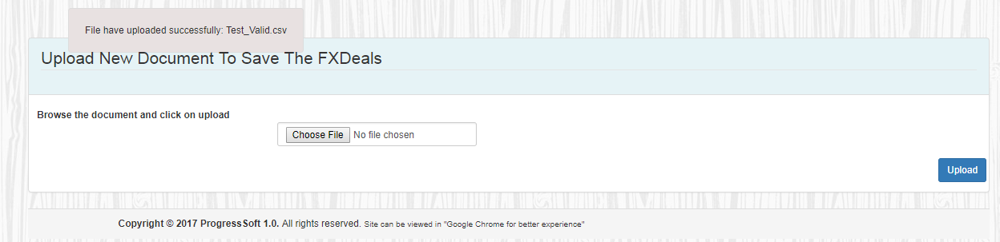 File have uploaded successfully: Test_Valid.csv
Upload New Document To Save The FXDeals
Browse the document and click on upload
Choose File No file chosen
Upload
Copyright © 2017 ProgressSoft 1.0. All rights reserved. Site can be viewed in "Google Chrome for better experience"